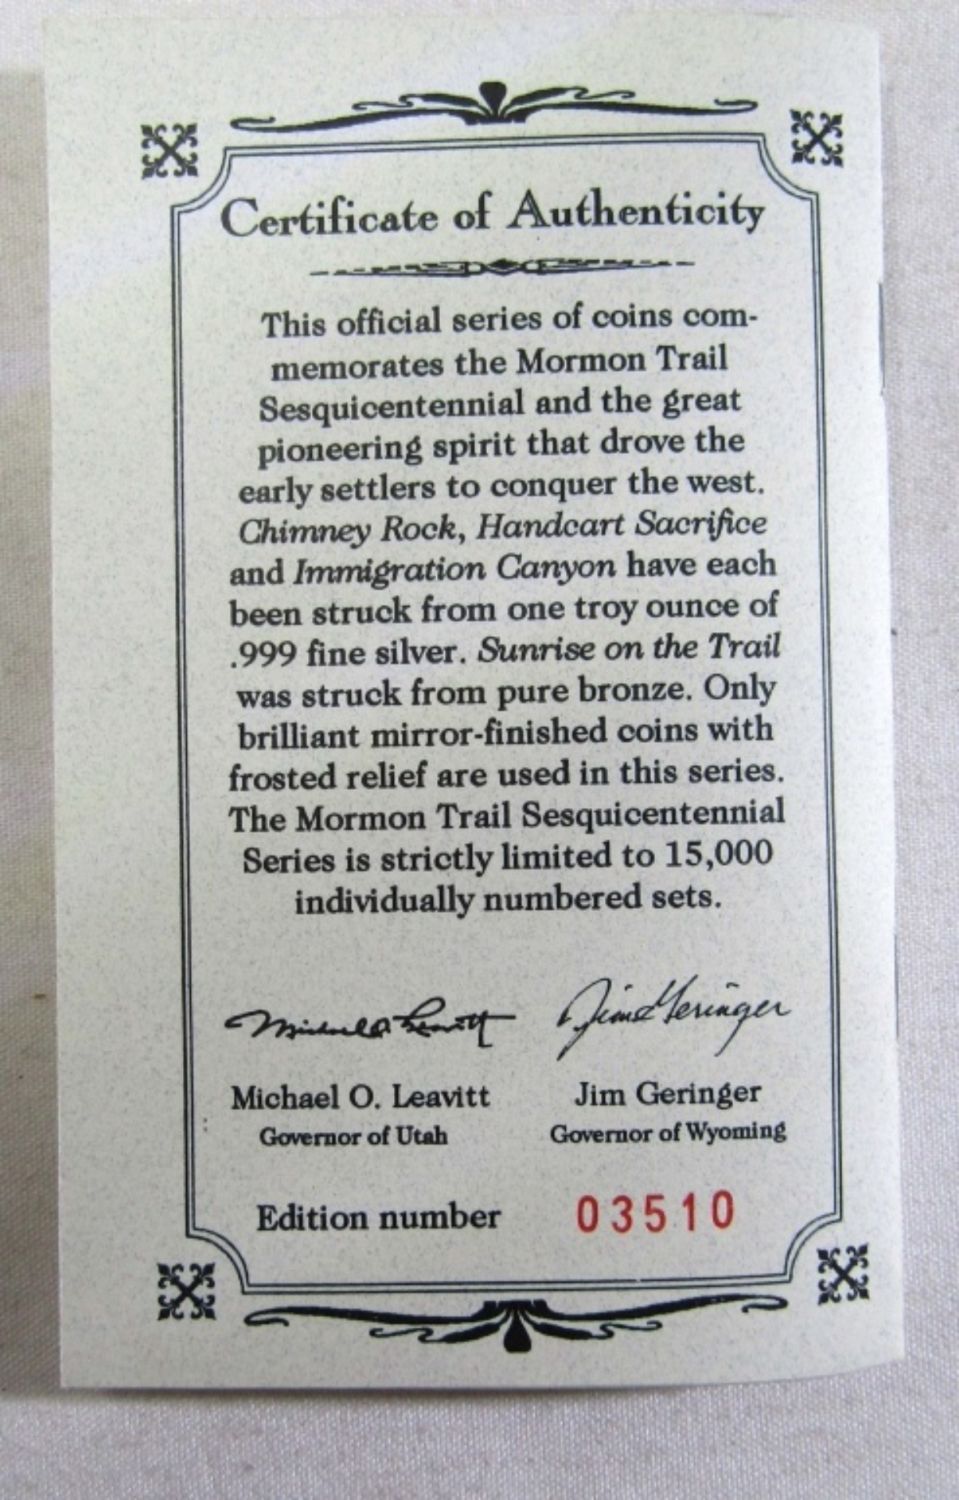 Certificate of Authenticity
This official series of coins com-
memorates the Mormon Trail
Sesquicentennial and the great
pioneering spirit that drove the
early settlers to conquer the west.
Chimney Rock, Handcart Sacrifice
and Immigration Canyon have each
been struck from one troy ounce of
.999 fine silver. Sunrise on the Trail
was struck from pure bronze. Only
brilliant mirror-finished coins with
frosted relief are used in this series.
The Mormon Trail Sesquicentennial
Series is strictly limited to 15,000
individually numbered sets.
Michael O. Leavitt Jim Geringer
Michael O. Leavitt Jim Geringer
Governor of Utah Governor of Wyoming
Edition number 03510